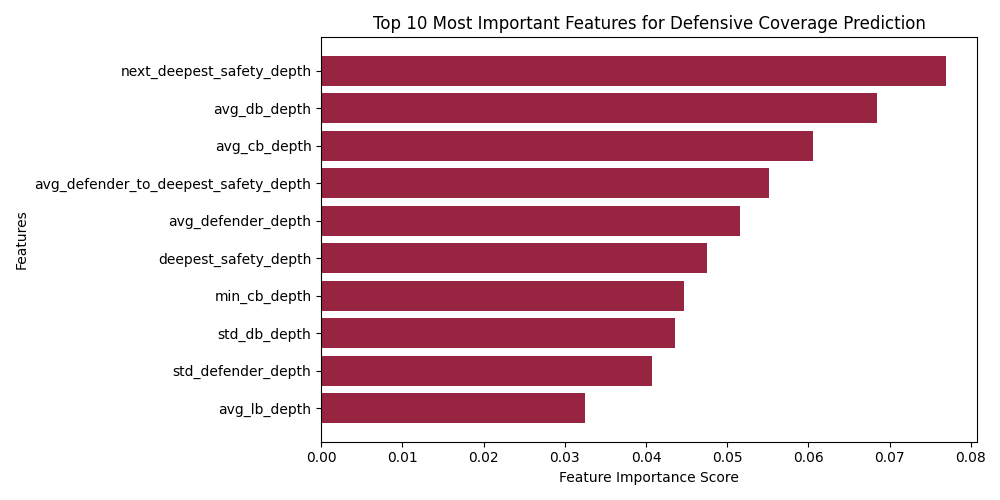 Top 10 Most Important Features for Defensive Coverage Prediction
Features
next_deepest_safety_depth
avg_db_depth
avg_cb_depth
avg_defender_to_deepest_safety_depth
avg_defender_depth
deepest_safety_depth
min_cb_depth
std_db_depth
std_defender_depth
avg_lb_depth
0.00 0.01 0.02 0.03 0.04 0.05 0.06 0.07 0.08
Feature Importance Score